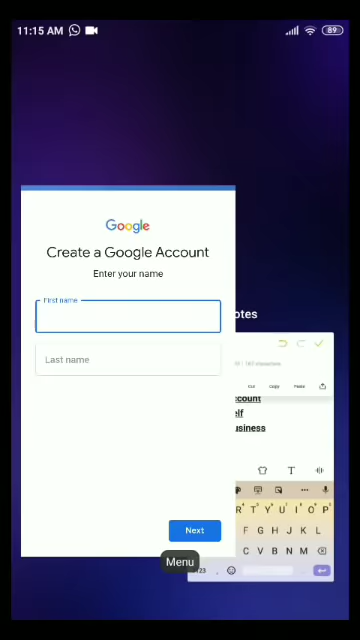 11:15 AM
89
Google
Create a Google Account
Enter your name
First name
Last name
Next
Menu
otes
Cut Copy Paste
ccount
elf
usiness
T
R T Y U I O P
F G H J K L
C V B N M
123